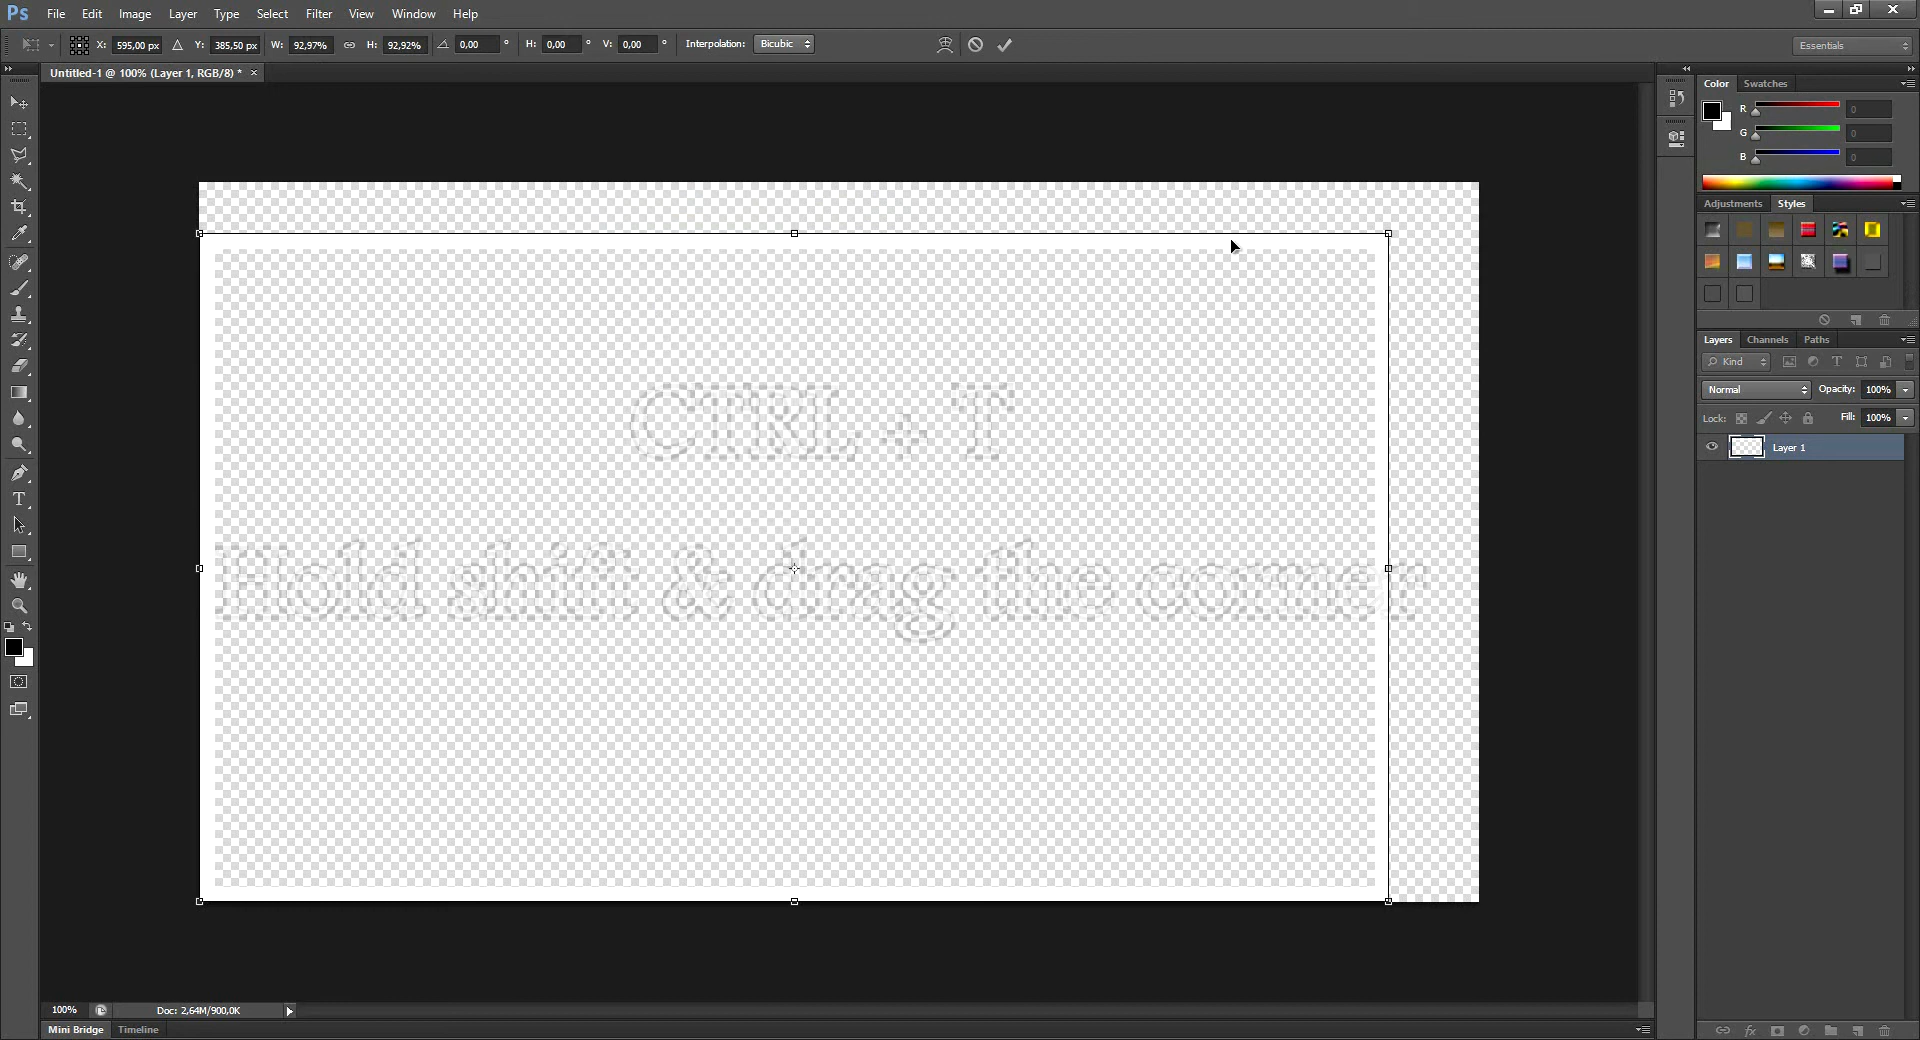 Ps File Edit Image Layer Type Select Filter View Window Help
X: 595,00 px Y: 385,50 px W: 92,97% H: 92,92% 0,00 ° H: 0,00 ° V: 0,00 ° Interpolation: Bicubic Essentials
Untitled-1 @ 100% (Layer 1, RGB/8) * ×
Color Swatches
R 0
G 0
B 0
Adjustments Styles
Layers Channels Paths
Kind
Normal Opacity: 100%
Lock: Fill: 100%
Layer 1
CTRL + T
Hold shift & drag the corner
100% Doc: 2,64M/900,0K
Mini Bridge Timeline